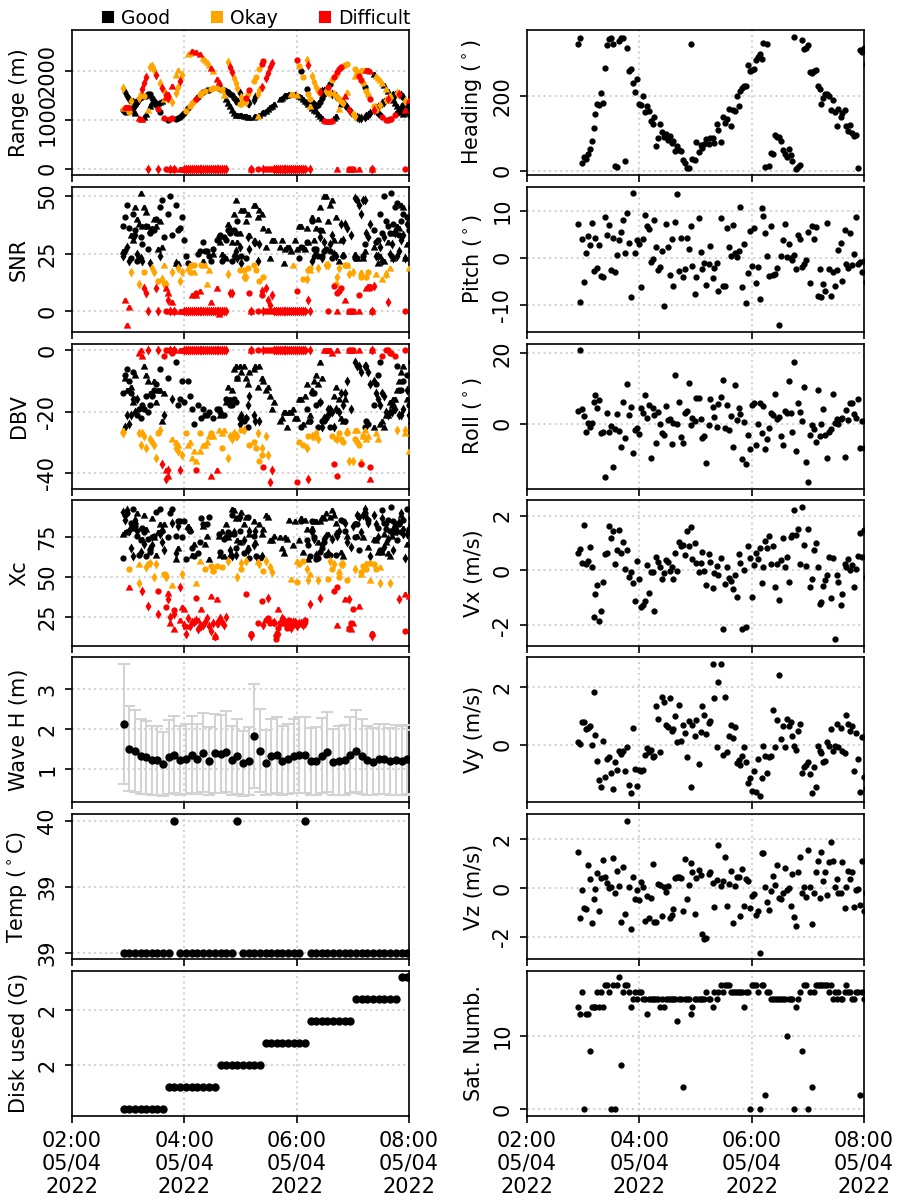 Good Okay Difficult
Range (m)
0 1000 2000
SNR
0 25 50
DBV
-40 -20 0
Xc
25 50 75
Wave H (m)
1 2 3
Temp (°C)
39 39 40
Disk used (G)
2 2
02:00 04:00 06:00 08:00
05/04 05/04 05/04 05/04
2022 2022 2022 2022
Heading (°)
0 200
Pitch (°)
-10 0 10
Roll (°)
0 20
Vx (m/s)
-2 0 2
Vy (m/s)
0 2
Vz (m/s)
-2 0 2
Sat. Numb.
0 10
02:00 04:00 06:00 08:00
05/04 05/04 05/04 05/04
2022 2022 2022 2022